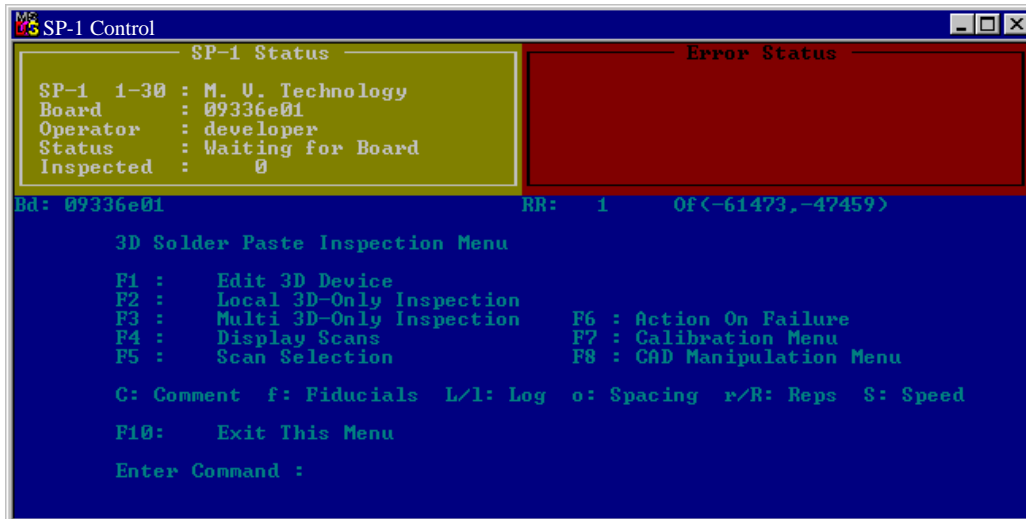 SP-1 Control
SP-1 Status
SP-1 1-30 : M. V. Technology
Board : 09336e01
Operator : developer
Status : Waiting for Board
Inspected : 0
Error Status
Bd: 09336e01 RR: 1 Of(-61473,-47459)
3D Solder Paste Inspection Menu
F1 : Edit 3D Device
F2 : Local 3D-Only Inspection
F3 : Multi 3D-Only Inspection F6 : Action On Failure
F4 : Display Scans F7 : Calibration Menu
F5 : Scan Selection F8 : CAD Manipulation Menu
C: Comment f: Fiducials L/l: Log o: Spacing r/R: Reps S: Speed
F10: Exit This Menu
Enter Command :